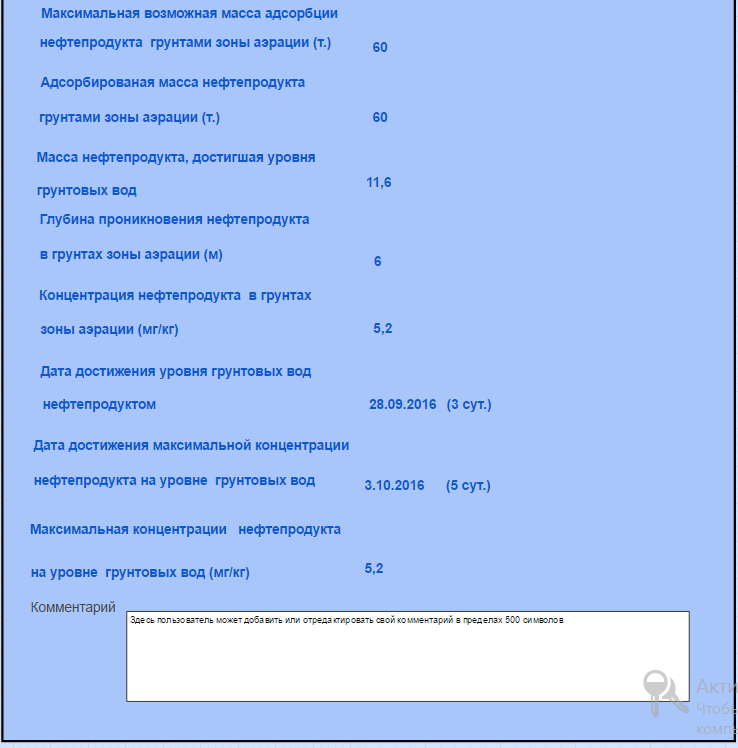 Максимальная возможная масса адсорбции
нефтепродукта грунтами зоны аэрации (т.) 60
Адсорбированая масса нефтепродукта
грунтами зоны аэрации (т.) 60
Масса нефтепродукта, достигшая уровня
11,6
грунтовых вод
Глубина проникновения нефтепродукта
в грунтах зоны аэрации (м) 6
Концентрация нефтепродукта в грунтах
зоны аэрации (мг/кг) 5,2
Дата достижения уровня грунтовых вод
нефтепродуктом 28.09.2016 (3 сут.)
Дата достижения максимальной концентрации
нефтепродукта на уровне грунтовых вод 3.10.2016 (5 сут.)
Максимальная концентрации нефтепродукта
на уровне грунтовых вод (мг/кг) 5,2
Комментарий
Здесь пользователь может добавить или отредактировать свой комментарий в пределах 500 символов
Акти
Чтобы
комп